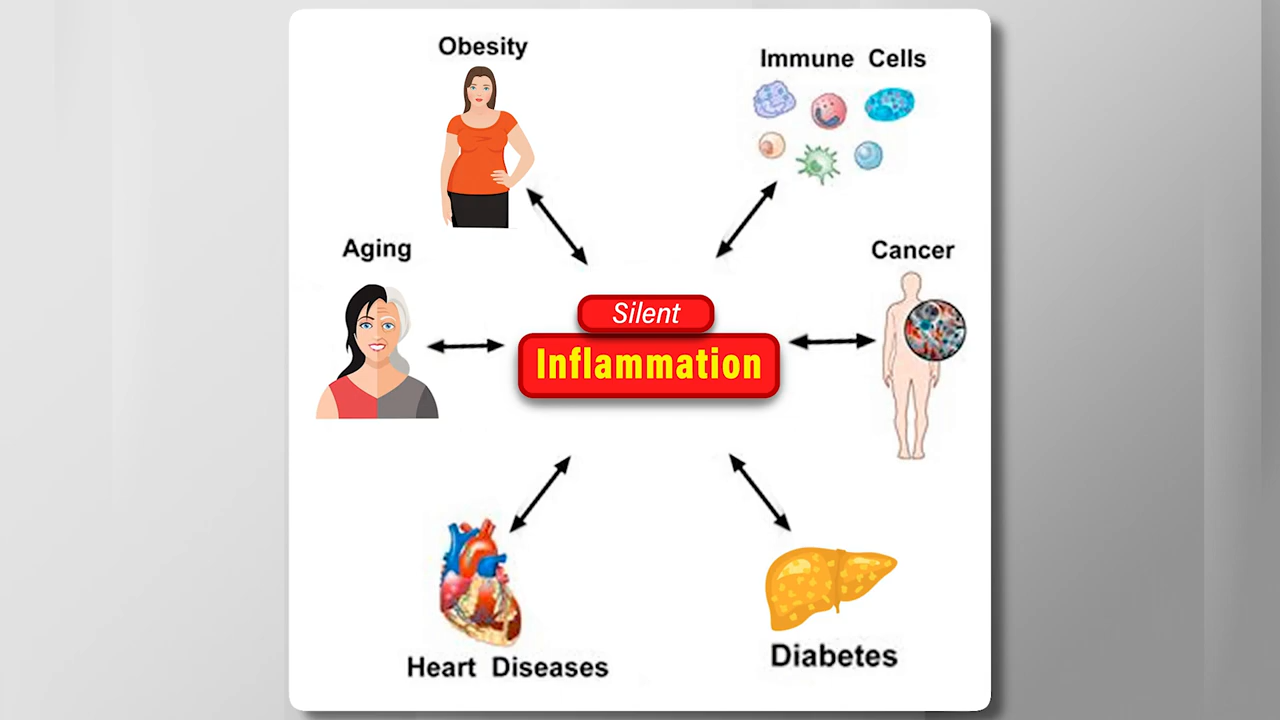 Obesity
Immune Cells
Aging
Cancer
Silent
Inflammation
Heart Diseases
Diabetes